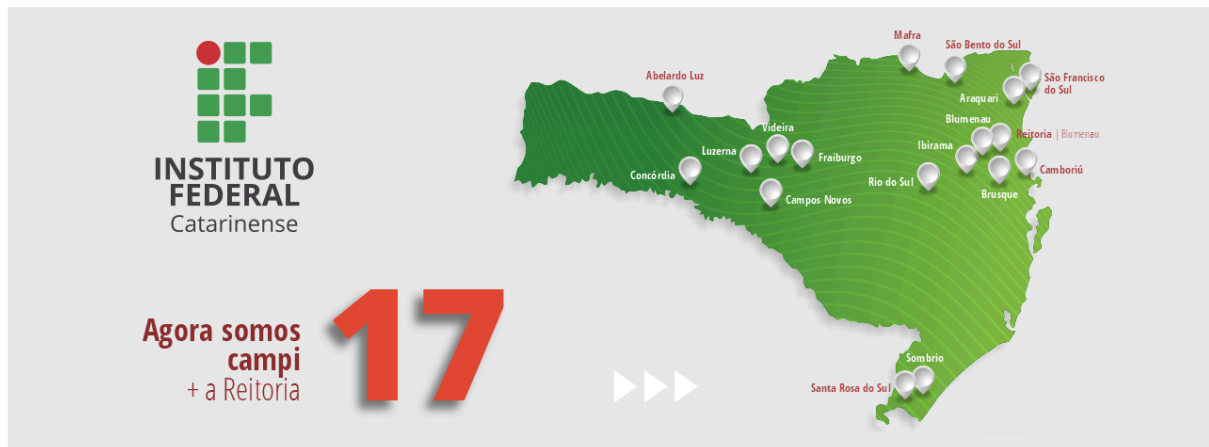 INSTITUTO
FEDERAL
Catarinense
Agora somos
campi
+ a Reitoria
17
Mafra
São Bento do Sul
Abelardo Luz
São Francisco
do Sul
Araquari
Blumenau
Videira
Reitoria | Blumenau
Luzerna
Ibirama
Fraiburgo
Concórdia
Camboriú
Rio do Sul
Brusque
Campos Novos
Sombrio
Santa Rosa do Sul